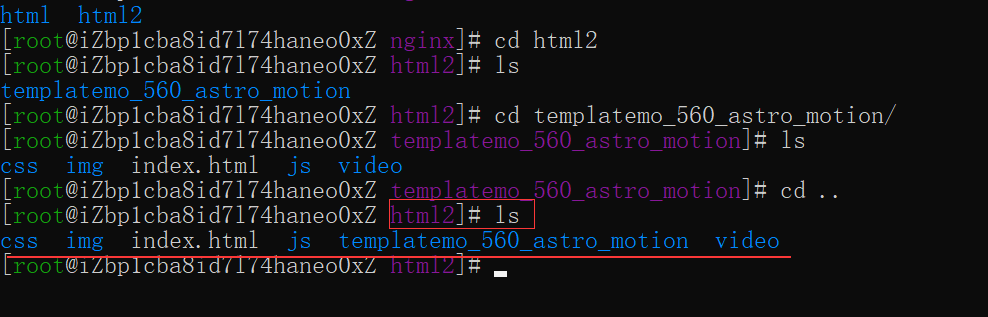 html  html2
[root@iZbp1cba8id7l74haneo0xZ nginx]# cd html2
[root@iZbp1cba8id7l74haneo0xZ html2]# ls
templatemo_560_astro_motion
[root@iZbp1cba8id7l74haneo0xZ html2]# cd templatemo_560_astro_motion/
[root@iZbp1cba8id7l74haneo0xZ templatemo_560_astro_motion]# ls
css  img  index.html  js  video
[root@iZbp1cba8id7l74haneo0xZ templatemo_560_astro_motion]# cd ..
[root@iZbp1cba8id7l74haneo0xZ html2]# ls
css  img  index.html  js  templatemo_560_astro_motion  video
[root@iZbp1cba8id7l74haneo0xZ html2]#